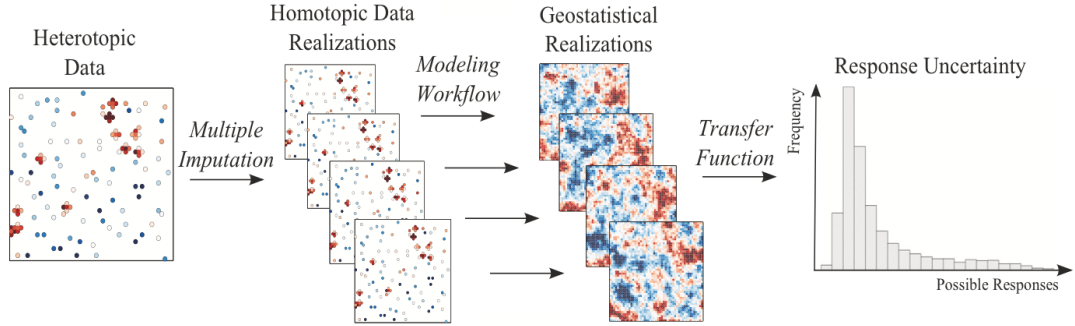 Heterotopic
Data
Multiple
Imputation
Homotopic Data
Realizations
Modeling
Workflow
Geostatistical
Realizations
Transfer
Function
Response Uncertainty
Frequency
Possible Responses